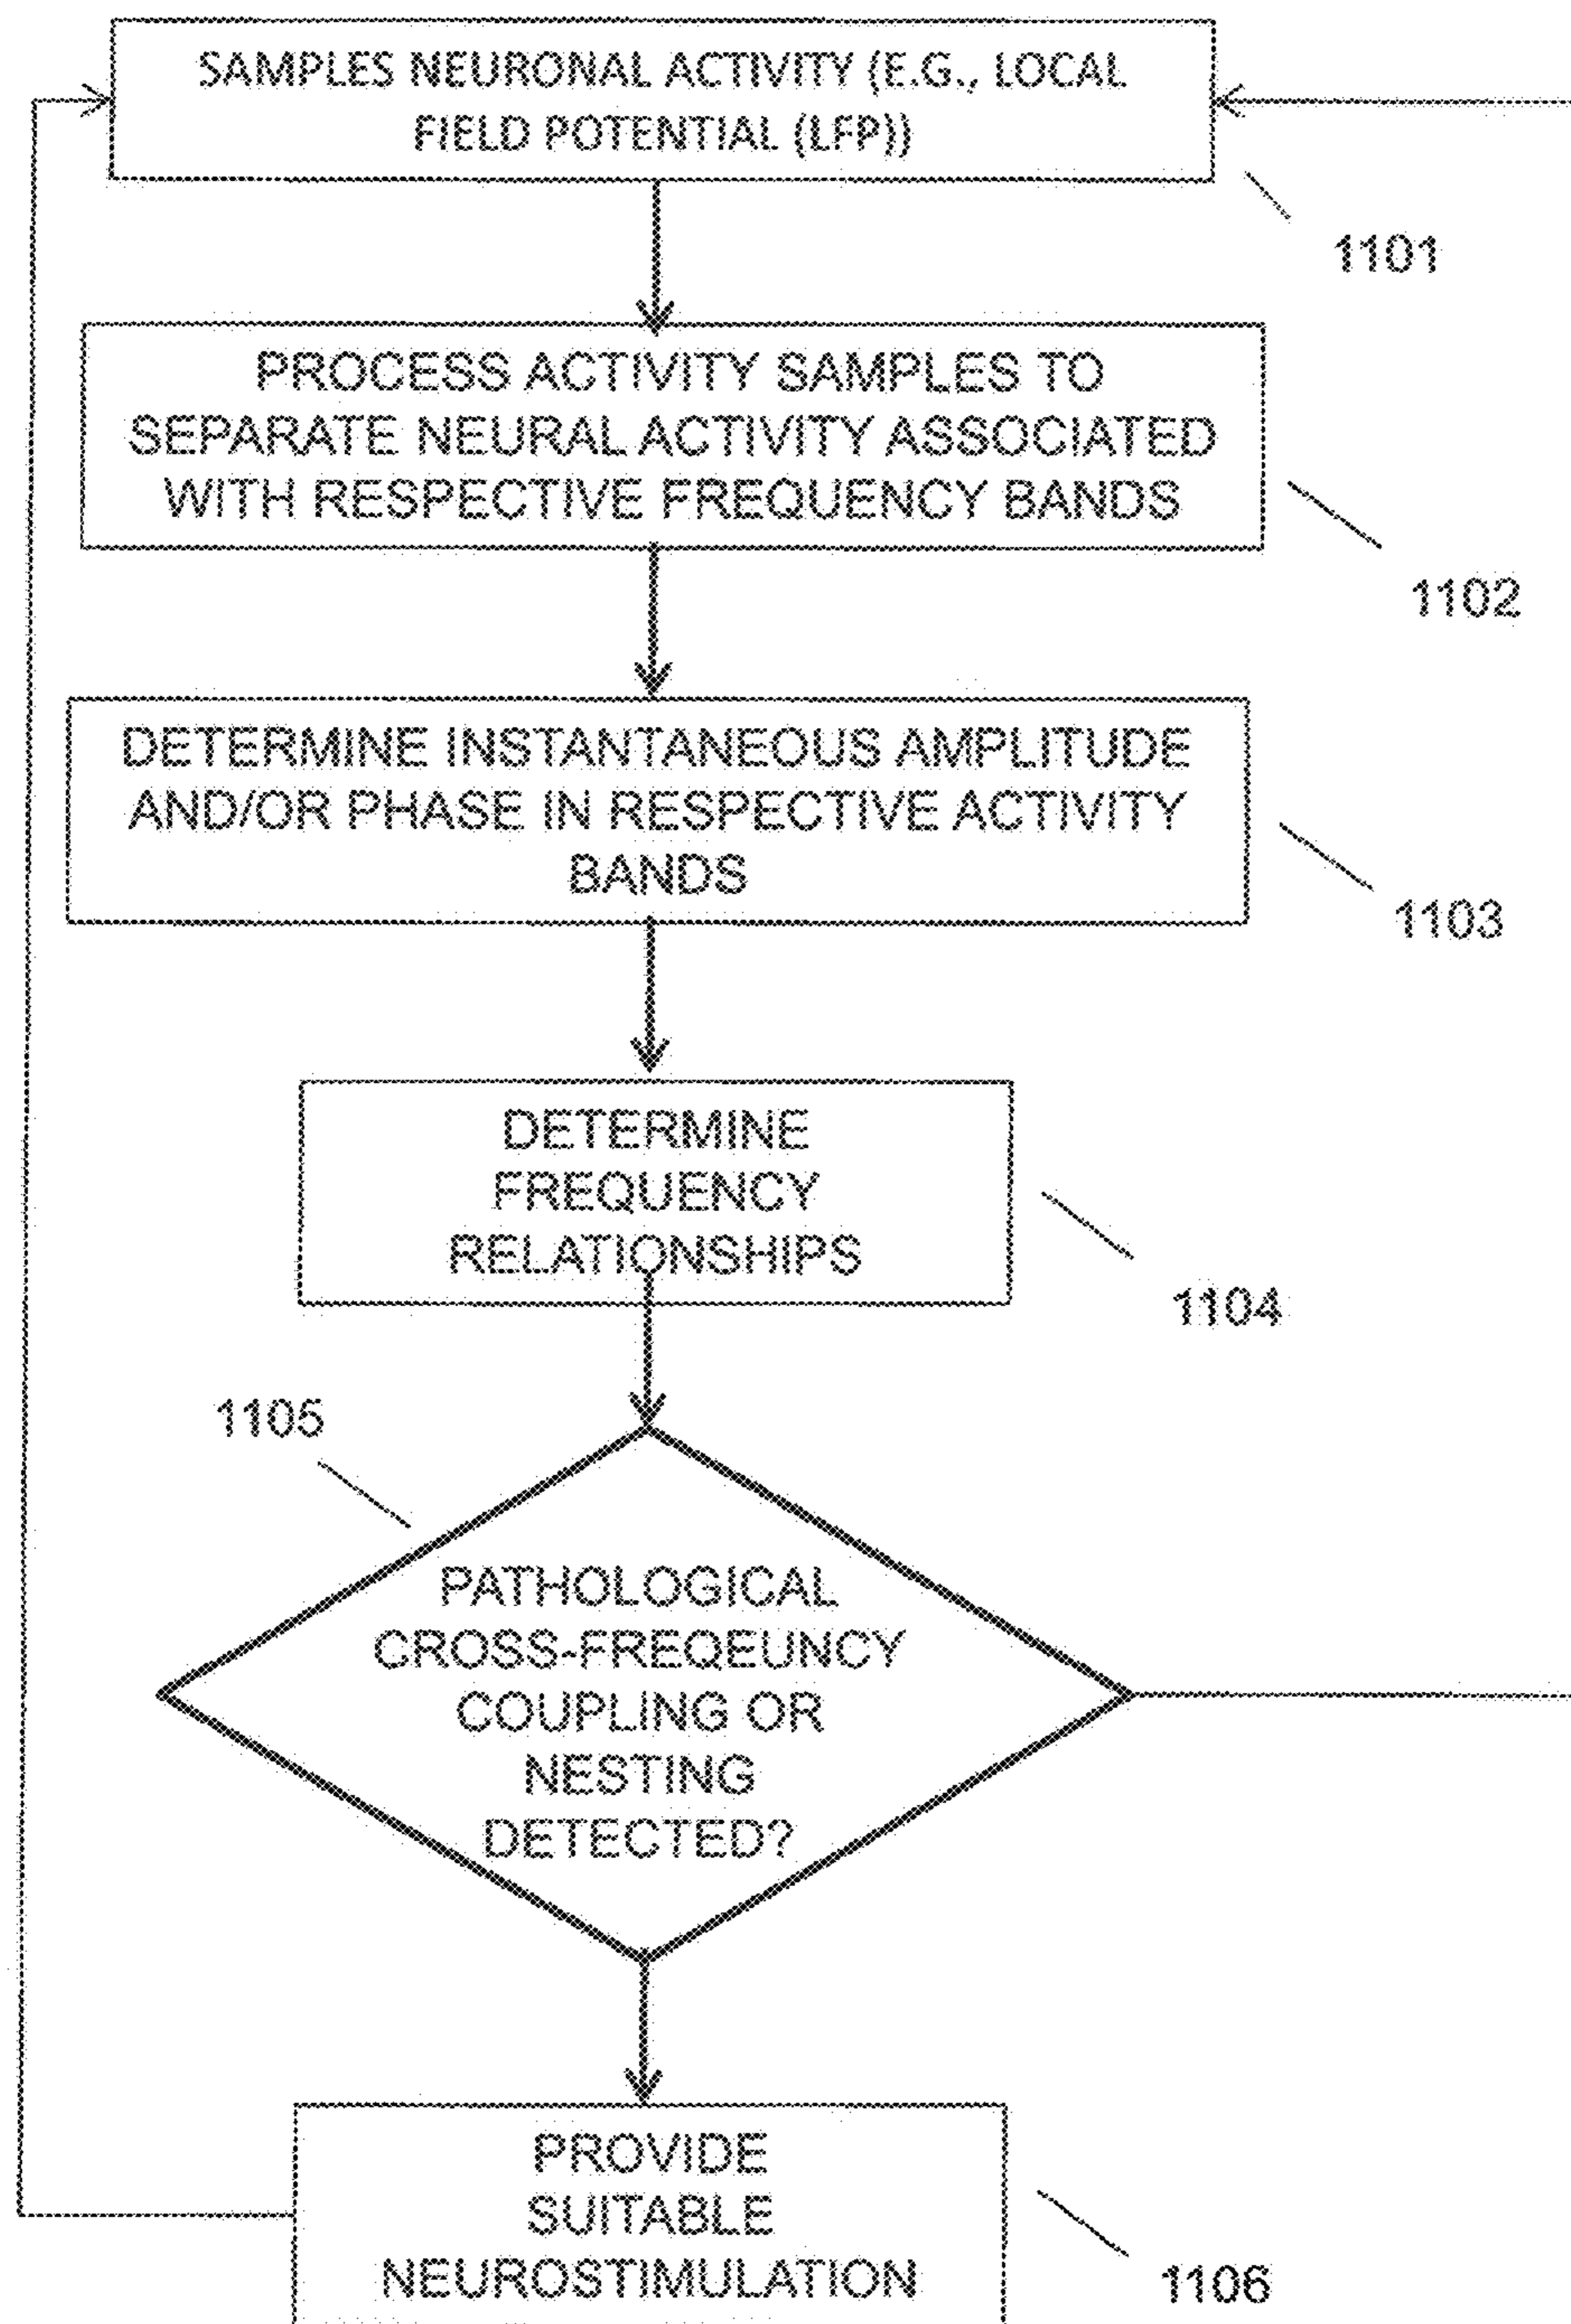 SAMPLES NEURONAL ACTIVITY (E.G., LOCAL
FIELD POTENTIAL (LFP))
1101
PROCESS ACTIVITY SAMPLES TO
SEPARATE NEURAL ACTIVITY ASSOCIATED
WITH RESPECTIVE FREQUENCY BANDS
1102
DETERMINE INSTANTANEOUS AMPLITUDE
AND/OR PHASE IN RESPECTIVE ACTIVITY
BANDS
1103
DETERMINE
FREQUENCY
RELATIONSHIPS
1104
1105
PATHOLOGICAL
CROSS-FREQEUNCY
COUPLING OR
NESTING
DETECTED?
PROVIDE
SUITABLE
NEUROSTIMULATION
1106